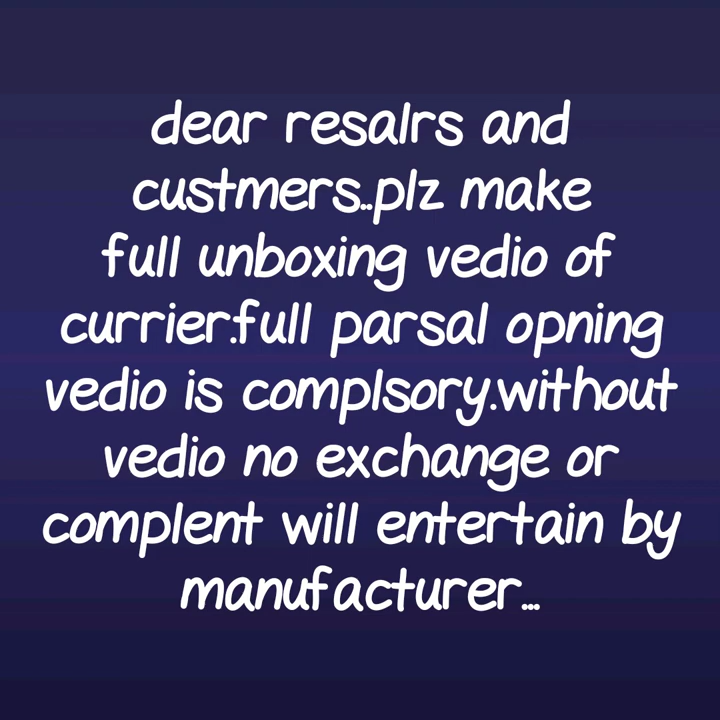 dear resalrs and
custmers..plz make
full unboxing vedio of
currier.full parsal opning
vedio is complsory.without
vedio no exchange or
complent will entertain by
manufacturer...